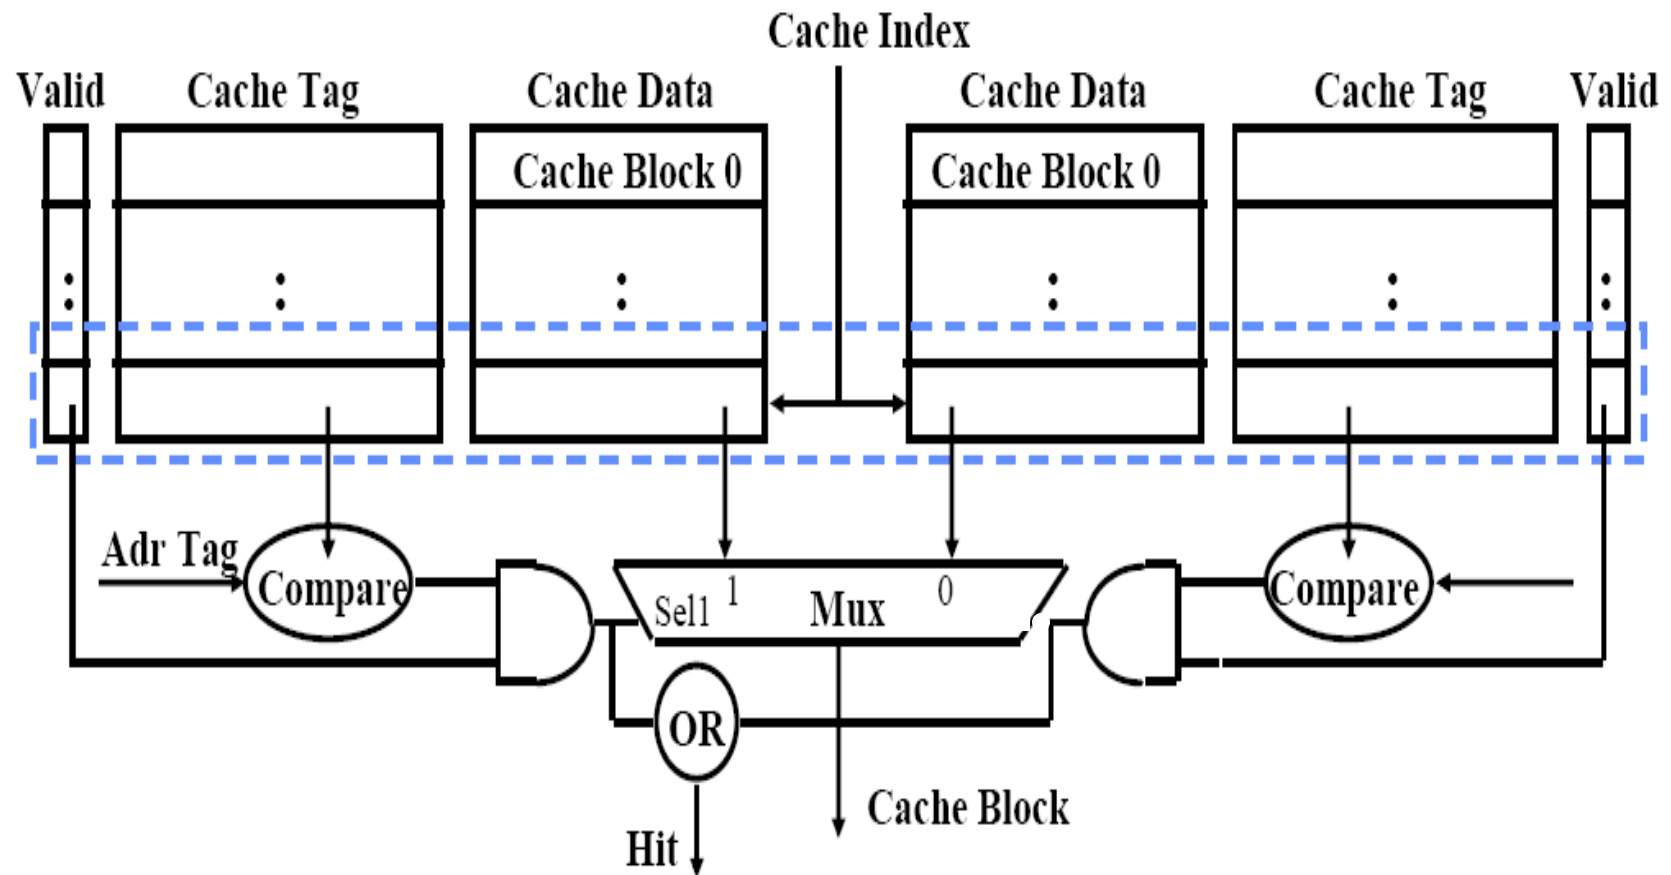 Cache Index
Valid
Cache Tag
Cache Data
Cache Data
Cache Tag
Valid
Cache Block 0
Cache Block 0
Adr Tag
Compare
Sel1
1
Mux
0
Compare
OR
Cache Block
Hit